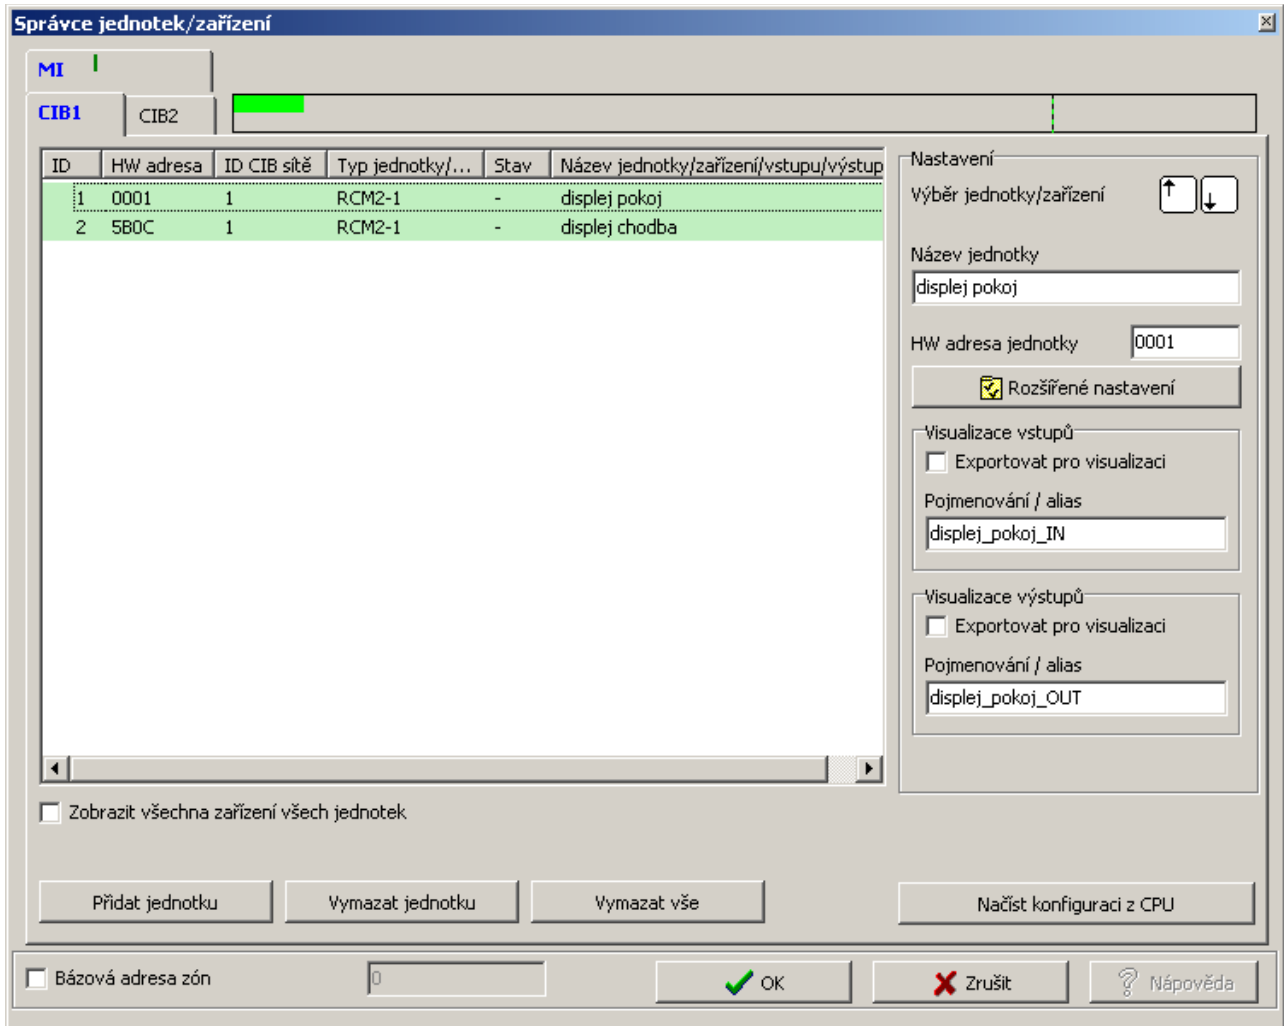 Správce jednotek/zařízení
MI
CIB1 CIB2
ID HW adresa ID CIB sítě Typ jednotky/... Stav Název jednotky/zařízení/vstupu/výstup
1 0001 1 RCM2-1 - displej pokoj
2 5B0C 1 RCM2-1 - displej chodba
Nastavení
Výběr jednotky/zařízení
Název jednotky
displej pokoj
HW adresa jednotky 0001
Rozšířené nastavení
Visualizace vstupů
Exportovat pro visualizaci
Pojmenování / alias
displej_pokoj_IN
Visualizace výstupů
Exportovat pro visualizaci
Pojmenování / alias
displej_pokoj_OUT
Zobrazit všechna zařízení všech jednotek
Přidat jednotku Vymazat jednotku Vymazat vše Načíst konfiguraci z CPU
Bázová adresa zón 0 OK Zrušit Nápověda